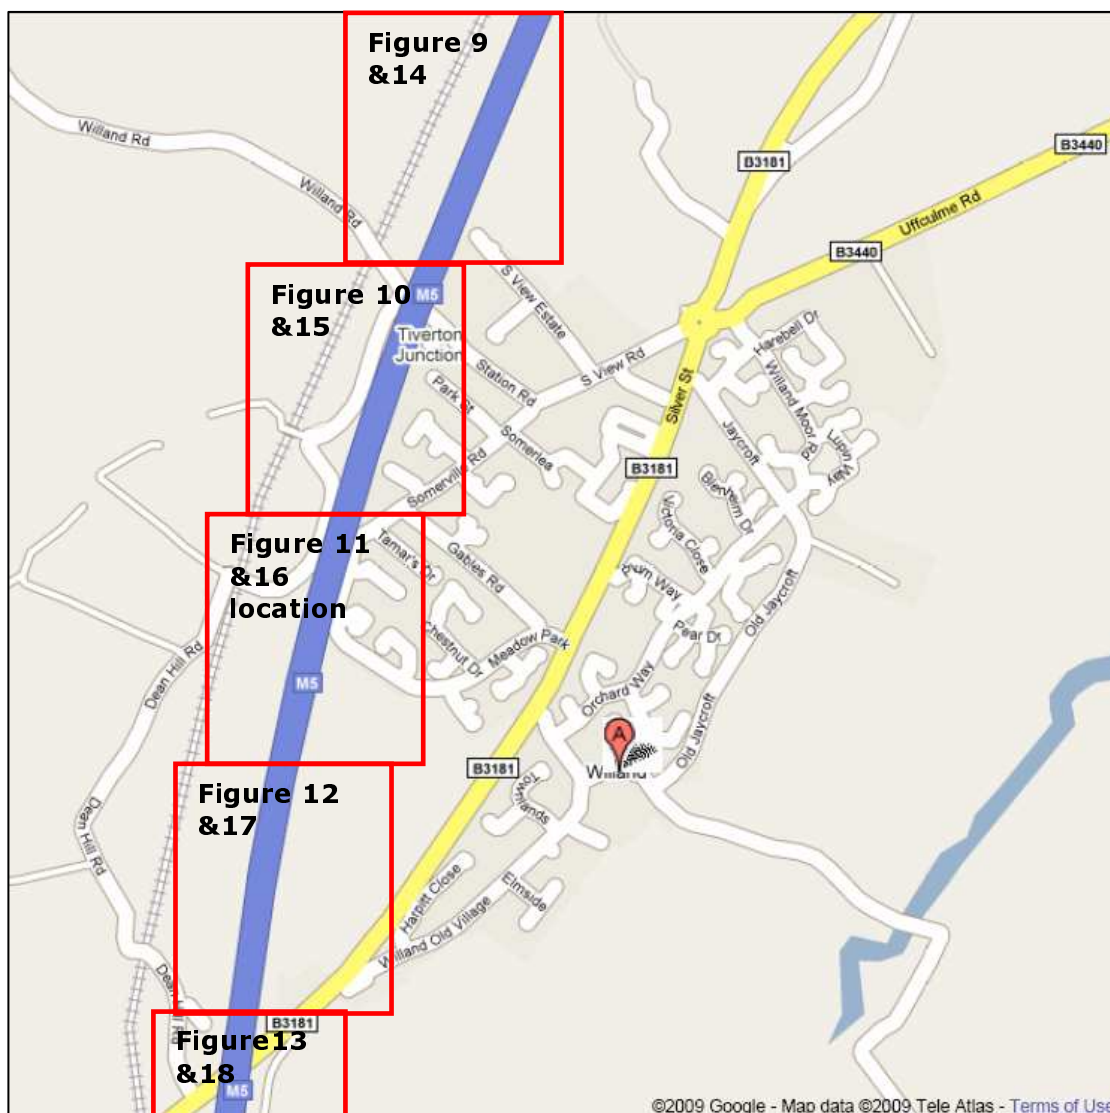 Figure 9
&14
Willand Rd
B3181
B3440
Willand Rd
Uffculme Rd
B3440
Figure 10
&15
M5
S View Estate
Tiverton
Junction
Harebell Dr
S View Rd
Station Rd
Park St
Silver St
Willand Moor Rd
Somerlea
Jaycroft
Lupin Way
Somerville Rd
B3181
Blenheim Dr
Victoria Close
Figure 11
&16
location
Tamar's Dr
Gables Rd
um Way
Old Jaycroft
Chestnut Dr
Meadow Park
Pear Dr
Dean Hill Rd
M5
Orchard Way
Old Jaycroft
A
B3181
Willand
Figure 12
&17
Townlands
Dean Hill Rd
Harpitt Close
Elmside
Willand Old Village
Dean Hill Rd
B3181
Figure13
&18
M5
©2009 Google - Map data ©2009 Tele Atlas - Terms of Use